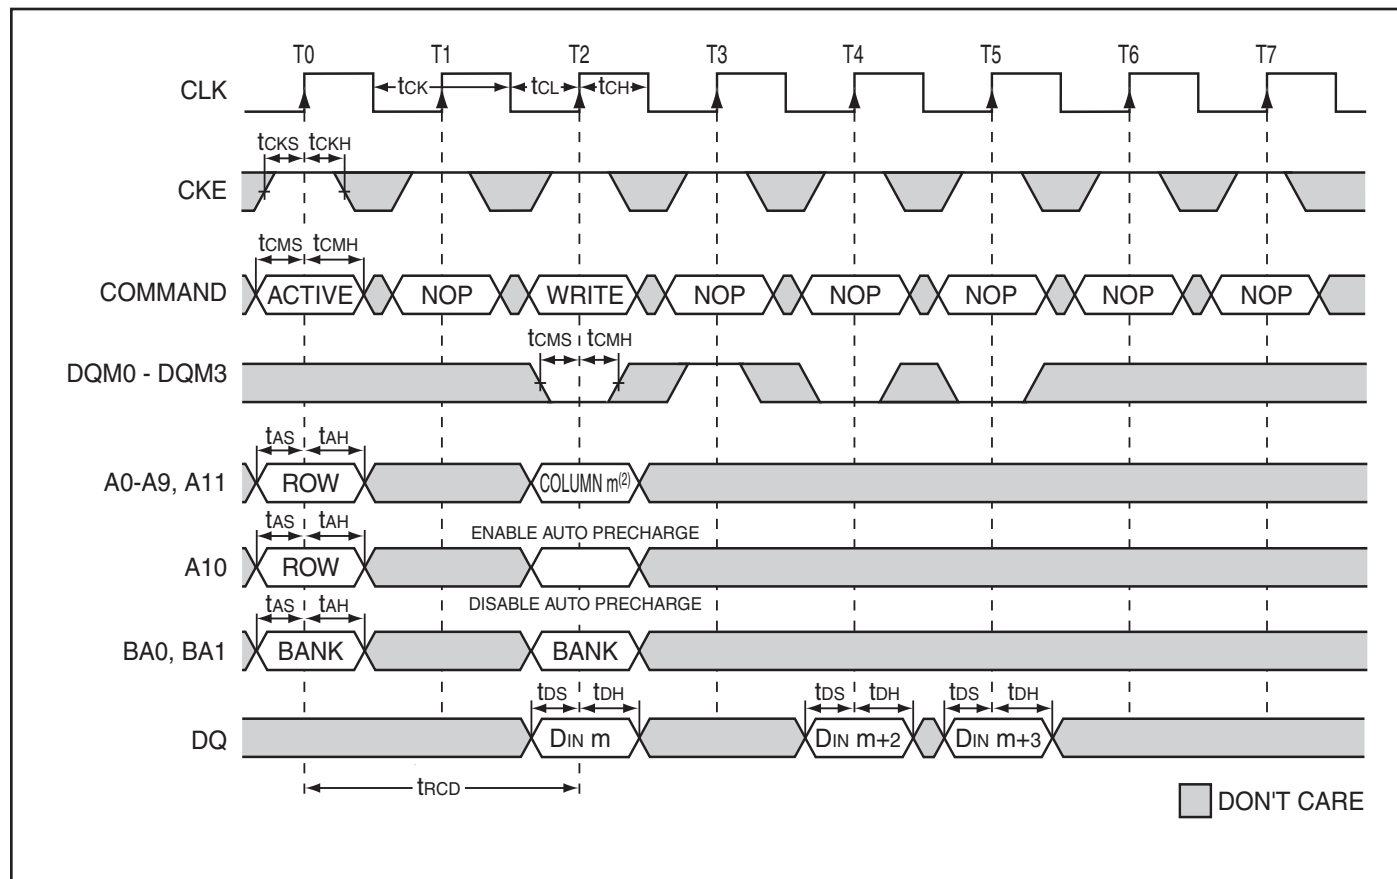 T0 T1 T2 T3 T4 T5 T6 T7
CLK tCK tCL tCH
tCKS tCKH
CKE
tCMS tCMH
COMMAND ACTIVE NOP WRITE NOP NOP NOP NOP NOP
tCMS tCMH
DQM0 - DQM3
tAS tAH
A0-A9, A11 ROW COLUMN m(2)
tAS tAH ENABLE AUTO PRECHARGE
A10 ROW
tAS tAH DISABLE AUTO PRECHARGE
BA0, BA1 BANK BANK
tDS tDH tDS tDH tDS tDH
DQ DIN m DIN m+2 DIN m+3
tRCD
DON'T CARE